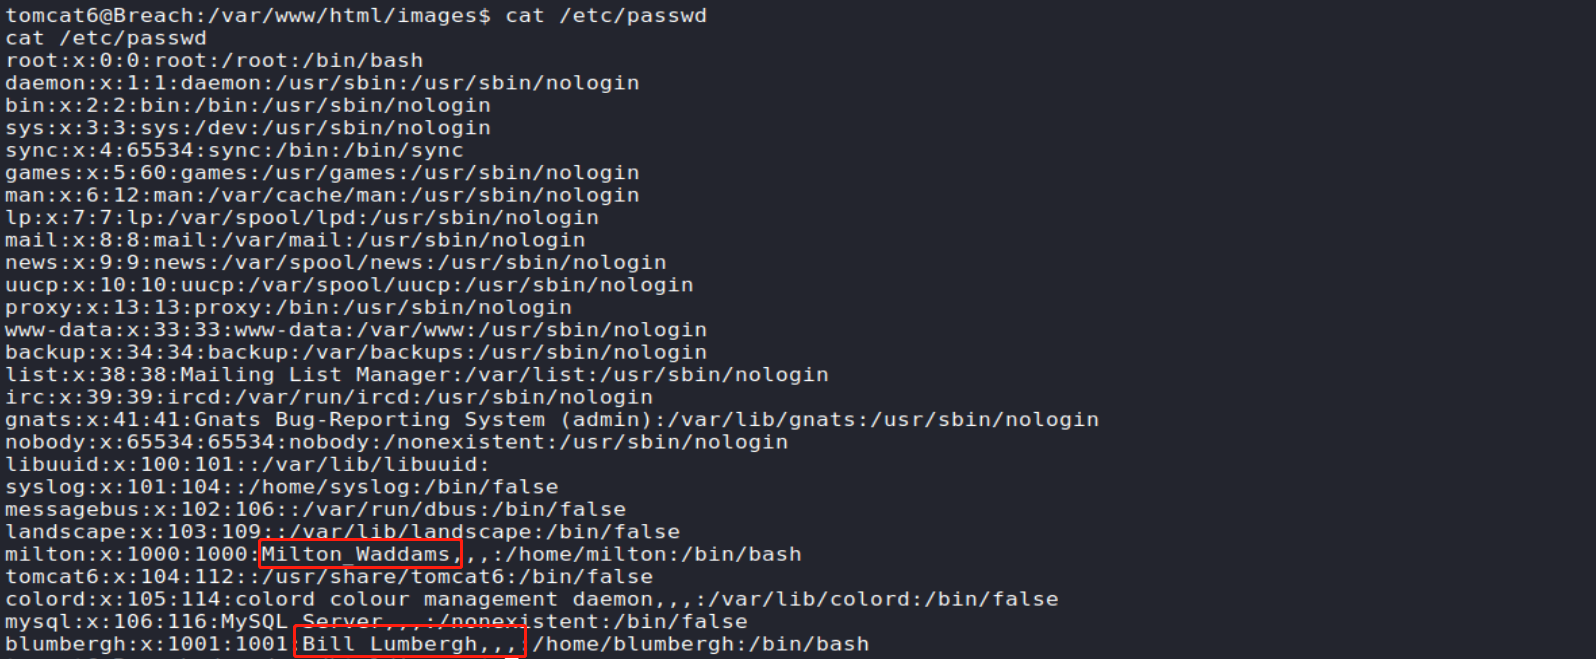 tomcat6@Breach:/var/www/html/images$ cat /etc/passwd
cat /etc/passwd
root:x:0:0:root:/root:/bin/bash
daemon:x:1:1:daemon:/usr/sbin:/usr/sbin/nologin
bin:x:2:2:bin:/bin:/usr/sbin/nologin
sys:x:3:3:sys:/dev:/usr/sbin/nologin
sync:x:4:65534:sync:/bin:/bin/sync
games:x:5:60:games:/usr/games:/usr/sbin/nologin
man:x:6:12:man:/var/cache/man:/usr/sbin/nologin
lp:x:7:7:lp:/var/spool/lpd:/usr/sbin/nologin
mail:x:8:8:mail:/var/mail:/usr/sbin/nologin
news:x:9:9:news:/var/spool/news:/usr/sbin/nologin
uucp:x:10:10:uucp:/var/spool/uucp:/usr/sbin/nologin
proxy:x:13:13:proxy:/bin:/usr/sbin/nologin
www-data:x:33:33:www-data:/var/www:/usr/sbin/nologin
backup:x:34:34:backup:/var/backups:/usr/sbin/nologin
list:x:38:38:Mailing List Manager:/var/list:/usr/sbin/nologin
irc:x:39:39:ircd:/var/run/ircd:/usr/sbin/nologin
gnats:x:41:41:Gnats Bug-Reporting System (admin):/var/lib/gnats:/usr/sbin/nologin
nobody:x:65534:65534:nobody:/nonexistent:/usr/sbin/nologin
libuuid:x:100:101::/var/lib/libuuid:
syslog:x:101:104::/home/syslog:/bin/false
messagebus:x:102:106::/var/run/dbus:/bin/false
landscape:x:103:109::/var/lib/landscape:/bin/false
milton:x:1000:1000:Milton_Waddams,,,:/home/milton:/bin/bash
tomcat6:x:104:112::/usr/share/tomcat6:/bin/false
colord:x:105:114:colord colour management daemon,,,:/var/lib/colord:/bin/false
mysql:x:106:116:MySQL Server,,,:/nonexistent:/bin/false
blumbergh:x:1001:1001:Bill Lumbergh,,,:/home/blumbergh:/bin/bash